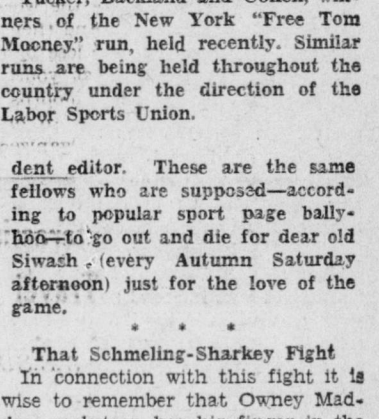 ners of the New York "Free Tom
Mooney" run, held recently. Similar
runs are being held throughout the
country under the direction of the
Labor Sports Union.
dent editor. These are the same
fellows who are supposed—accord-
ing to popular sport page bally-
hoo—to go out and die for dear old
Siwash (every Autumn Saturday
afternoon) just for the love of the
game.
* * *
That Schmeling-Sharkey Fight
In connection with this fight it is
wise to remember that Owney Mad-